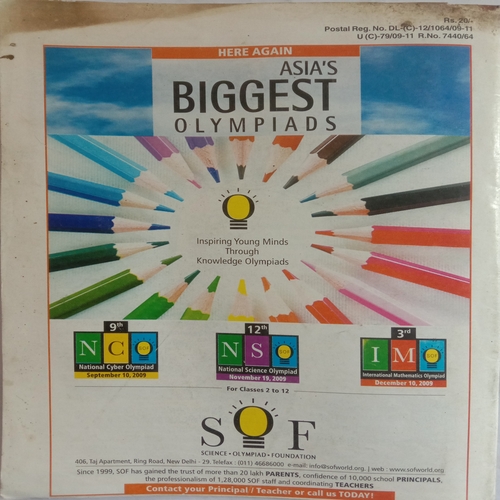 Rs. 20/-
Postal Reg. No. DL-(C)-12/1064/09-11
U (C)-79/09-11 R.No. 7440/64
HERE AGAIN
ASIA'S
BIGGEST
OLYMPIADS
Inspiring Young Minds
Through
Knowledge Olympiads
9th
NCO
National Cyber Olympiad
September 10, 2009
12th
NSO
National Science Olympiad
November 19, 2009
3rd
IMO
International Mathematics Olympiad
December 10, 2009
For Classes 2 to 12
SOF
SCIENCE • OLYMPIAD • FOUNDATION
406, Taj Apartment, Ring Road, New Delhi - 29. Telefax : (011) 46686000 e-mail: info@sofworld.org. | web : www.sofworld.org
Since 1999, SOF has gained the trust of more than 20 lakh PARENTS, confidence of 10,000 school PRINCIPALS,
the professionalism of 1,28,000 SOF staff and coordinating TEACHERS
Contact your Principal / Teacher or call us TODAY!